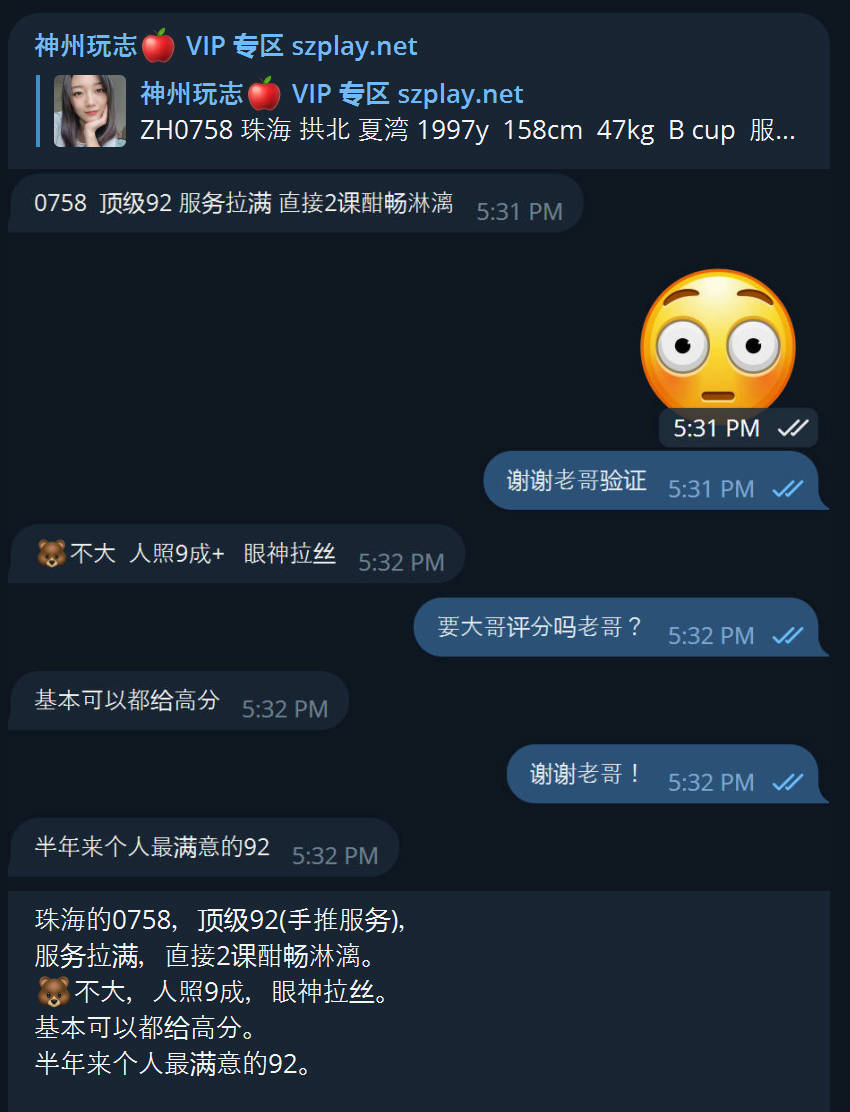 神州玩志🍎 VIP 专区 szplay.net
神州玩志🍎 VIP 专区 szplay.net
ZH0758 珠海 拱北 夏湾 1997y 158cm 47kg B cup 服...
0758 顶级92 服务拉满 直接2课酣畅淋漓 5:31 PM
5:31 PM
谢谢老哥验证 5:31 PM
🐻不大 人照9成+ 眼神拉丝 5:32 PM
要大哥评分吗老哥？ 5:32 PM
基本可以都给高分 5:32 PM
谢谢老哥！ 5:32 PM
半年来个人最满意的92 5:32 PM
珠海的0758，顶级92(手推服务)，
服务拉满，直接2课酣畅淋漓。
🐻不大，人照9成，眼神拉丝。
基本可以都给高分。
半年来个人最满意的92。